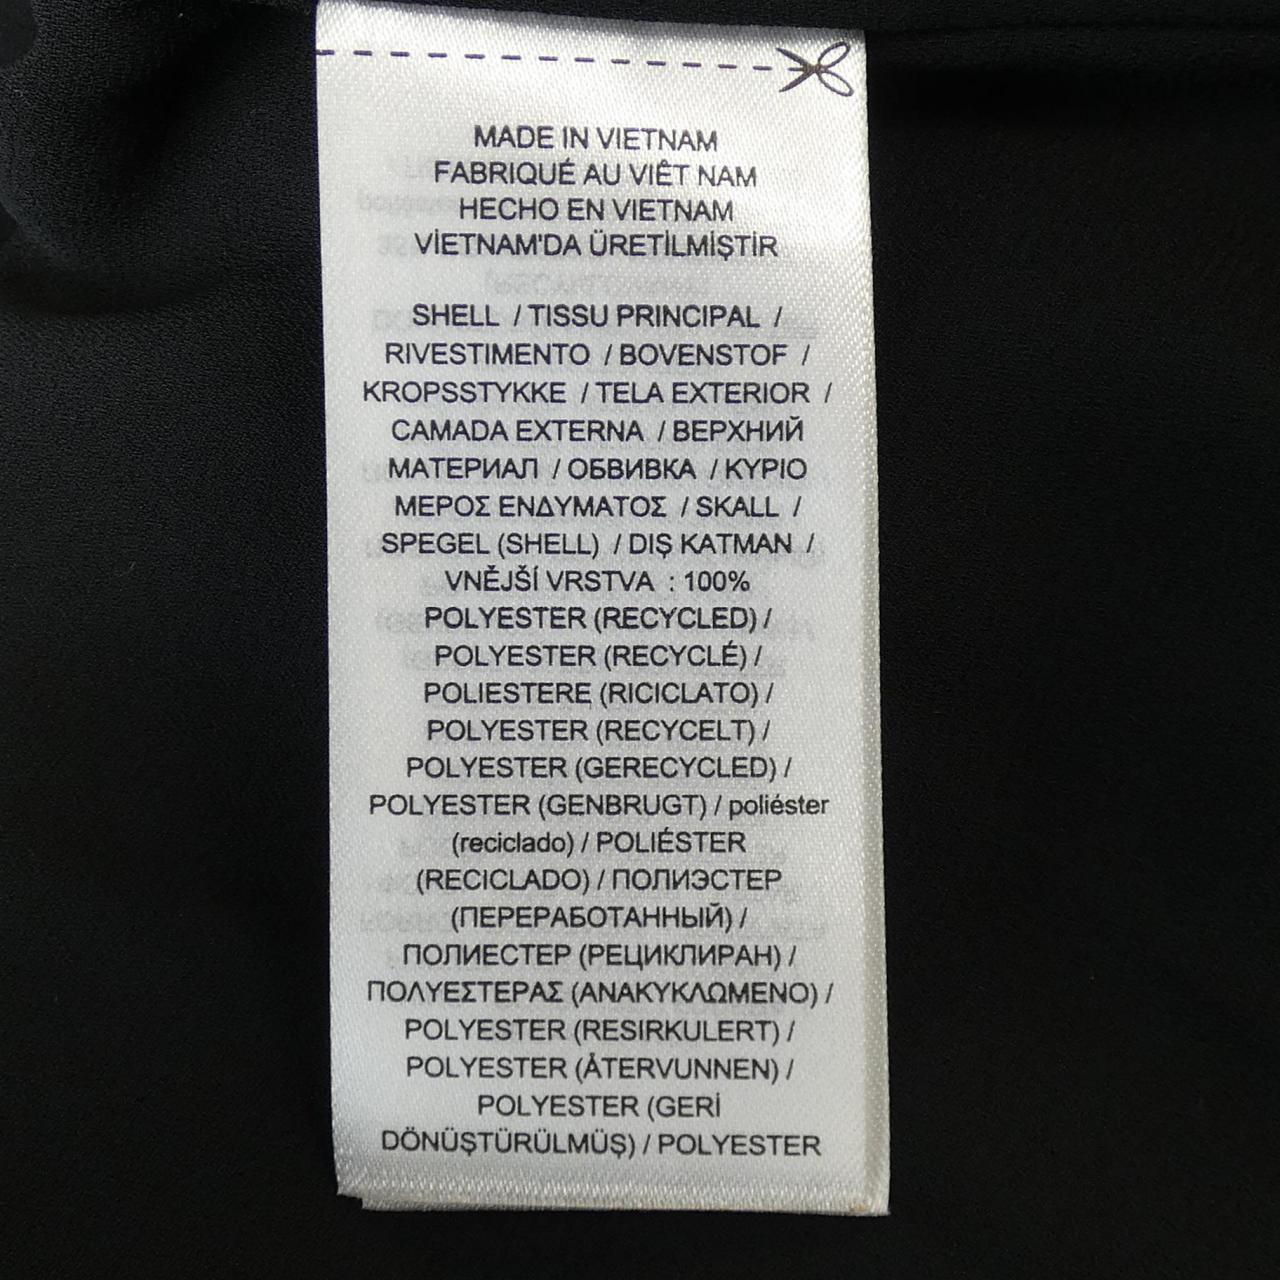 MADE IN VIETNAM
FABRIQUÉ AU VIÊT NAM
HECHO EN VIETNAM
VİETNAM'DA ÜRETİLMİŞTİR
SHELL / TISSU PRINCIPAL /
RIVESTIMENTO / BOVENSTOF /
KROPSSTYKKE / TELA EXTERIOR /
CAMADA EXTERNA / ВЕРХНИЙ
МАТЕРИАЛ / ОБВИВКА / ΚΥΡΙΟ
ΜΕΡΟΣ ΕΝΔΥΜΑΤΟΣ / SKALL /
SPEGEL (SHELL) / DIŞ KATMAN /
VNĚJŠÍ VRSTVA : 100%
POLYESTER (RECYCLED) /
POLYESTER (RECYCLÉ) /
POLIESTERE (RICICLATO) /
POLYESTER (RECYCELT) /
POLYESTER (GERECYCLED) /
POLYESTER (GENBRUGT) / poliéster
(reciclado) / POLIÉSTER
(RECICLADO) / ПОЛИЭСТЕР
(ПЕРЕРАБОТАННЫЙ) /
ПОЛИЕСТЕР (РЕЦИКЛИРАН) /
ΠΟΛΥΕΣΤΕΡΑΣ (ΑΝΑΚΥΚΛΩΜΕΝΟ) /
POLYESTER (RESIRKULERT) /
POLYESTER (ÅTERVUNNEN) /
POLYESTER (GERİ
DÖNÜŞTÜRÜLMÜŞ) / POLYESTER